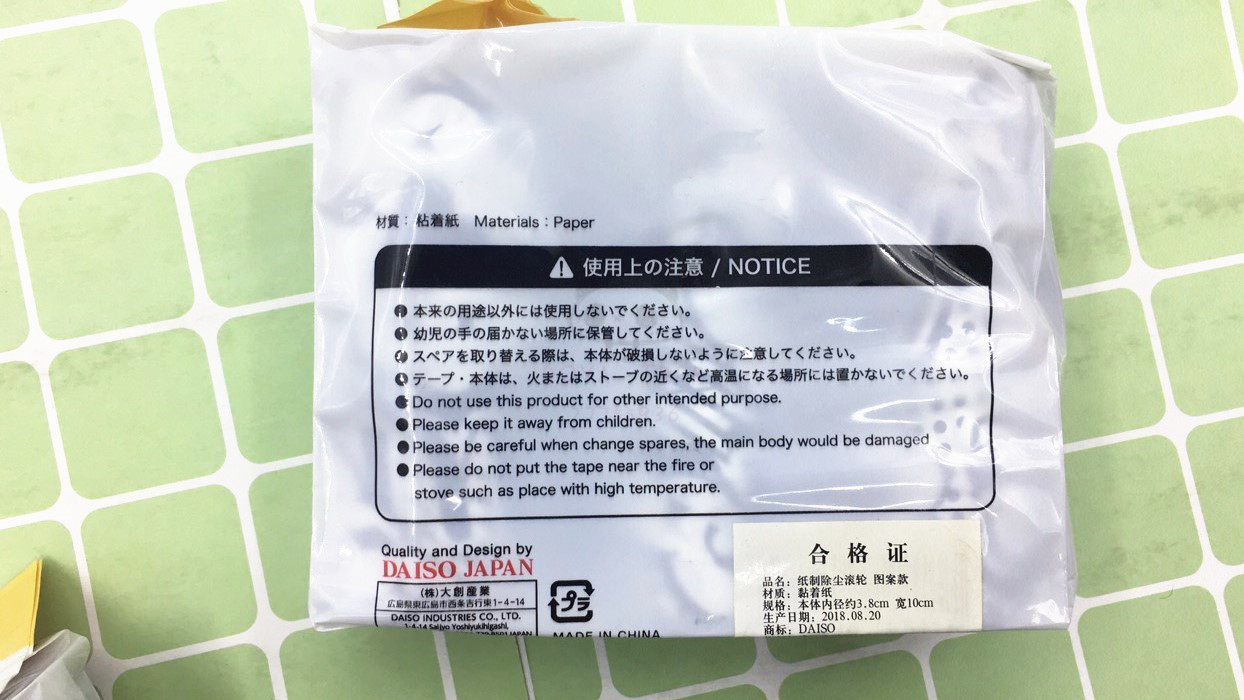 材質：粘着紙 Materials：Paper
使用上の注意 / NOTICE
●本来の用途以外には使用しないでください。
●幼児の手の届かない場所に保管してください。
●スペアを取り替える際は、本体が破損しないように注意してください。
●テープ・本体は、火またはストーブの近くなど高温になる場所には置かないでください。
●Do not use this product for other intended purpose.
●Please keep it away from children.
●Please be careful when change spares, the main body would be damaged
●Please do not put the tape near the fire or
stove such as place with high temperature.
Quality and Design by
DAISO JAPAN
(株)大創産業
広島県東広島市西条吉行東1-4-14
DAISO INDUSTRIES CO., LTD.
1-4-14 Saijyo Yoshiyukihigashi,
739-8501 JAPAN
プラ
MADE IN CHINA
合格证
品名：纸制除尘滚轮 图案款
材质：黏着纸
规格：本体内径约3.8cm 宽10cm
生产日期：2018.08.20
商标：DAISO